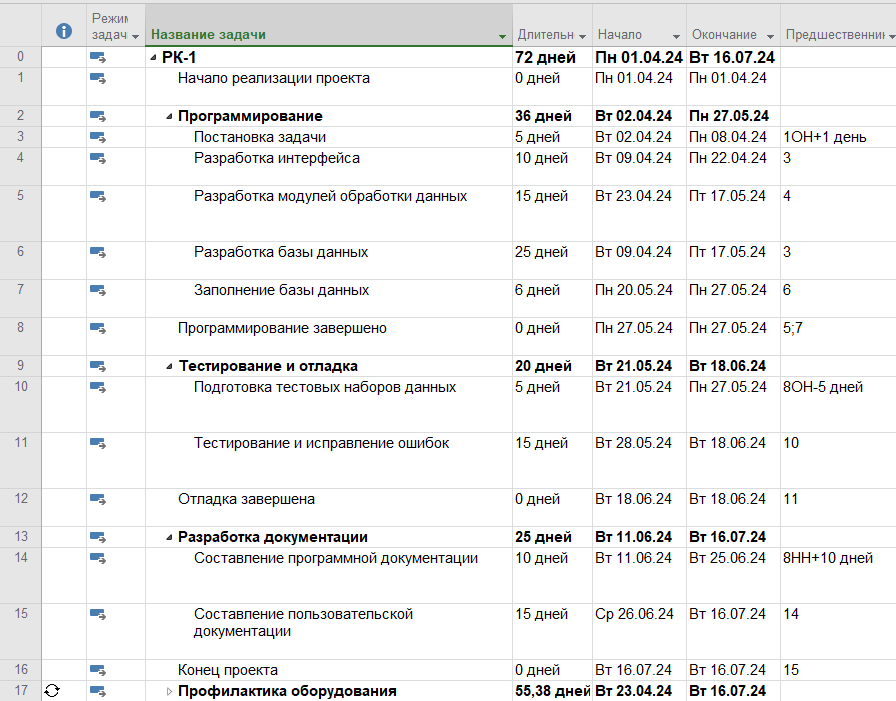 Режим задач Название задачи Длительн Начало Окончание Предшественник
0 РК-1 72 дней Пн 01.04.24 Вт 16.07.24
1 Начало реализации проекта 0 дней Пн 01.04.24 Пн 01.04.24
2 Программирование 36 дней Вт 02.04.24 Пн 27.05.24
3 Постановка задачи 5 дней Вт 02.04.24 Пн 08.04.24 1ОН+1 день
4 Разработка интерфейса 10 дней Вт 09.04.24 Пн 22.04.24 3
5 Разработка модулей обработки данных 15 дней Вт 23.04.24 Пт 17.05.24 4
6 Разработка базы данных 25 дней Вт 09.04.24 Пт 17.05.24 3
7 Заполнение базы данных 6 дней Пн 20.05.24 Пн 27.05.24 6
8 Программирование завершено 0 дней Пн 27.05.24 Пн 27.05.24 5;7
9 Тестирование и отладка 20 дней Вт 21.05.24 Вт 18.06.24
10 Подготовка тестовых наборов данных 5 дней Вт 21.05.24 Пн 27.05.24 8ОН-5 дней
11 Тестирование и исправление ошибок 15 дней Вт 28.05.24 Вт 18.06.24 10
12 Отладка завершена 0 дней Вт 18.06.24 Вт 18.06.24 11
13 Разработка документации 25 дней Вт 11.06.24 Вт 16.07.24
14 Составление программной документации 10 дней Вт 11.06.24 Вт 25.06.24 8НН+10 дней
15 Составление пользовательской 15 дней Ср 26.06.24 Вт 16.07.24 14
документации
16 Конец проекта 0 дней Вт 16.07.24 Вт 16.07.24 15
17 Профилактика оборудования 55,38 дней Вт 23.04.24 Вт 16.07.24